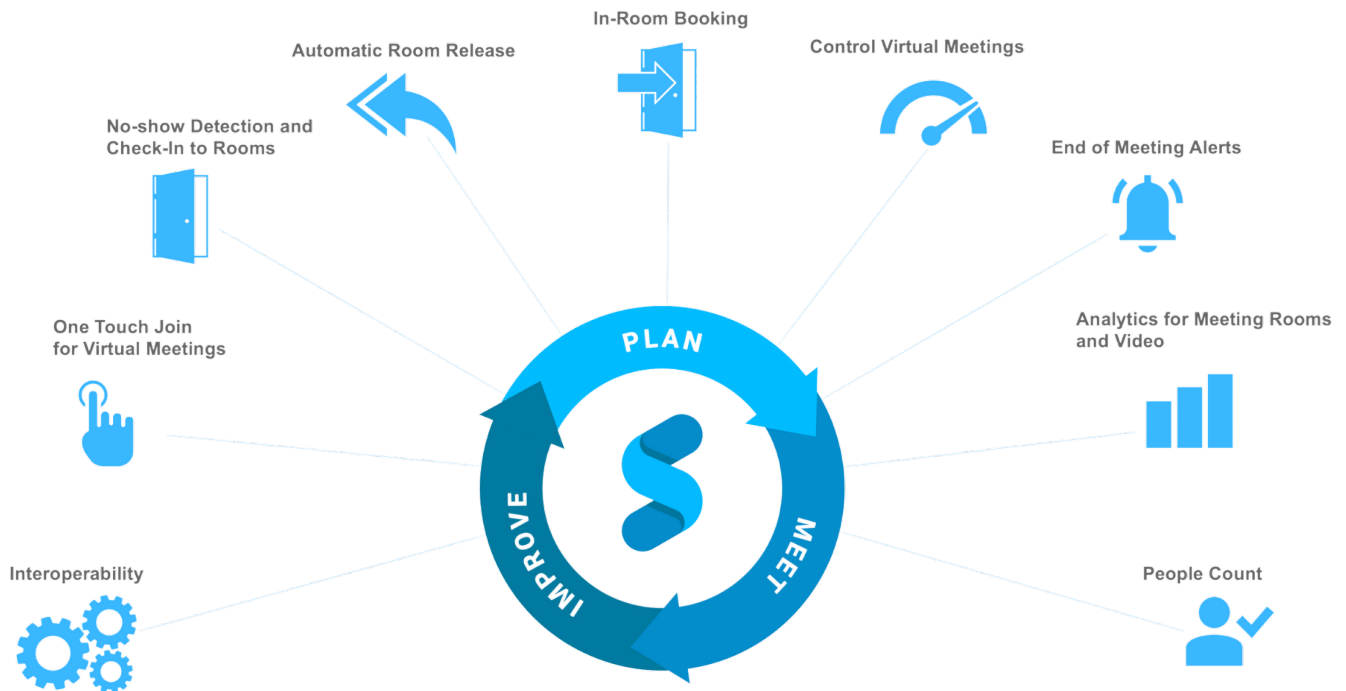 In-Room Booking
Automatic Room Release
Control Virtual Meetings
No-show Detection and
Check-In to Rooms
End of Meeting Alerts
One Touch Join
for Virtual Meetings
Analytics for Meeting Rooms
and Video
PLAN
MEET
IMPROVE
Interoperability
People Count